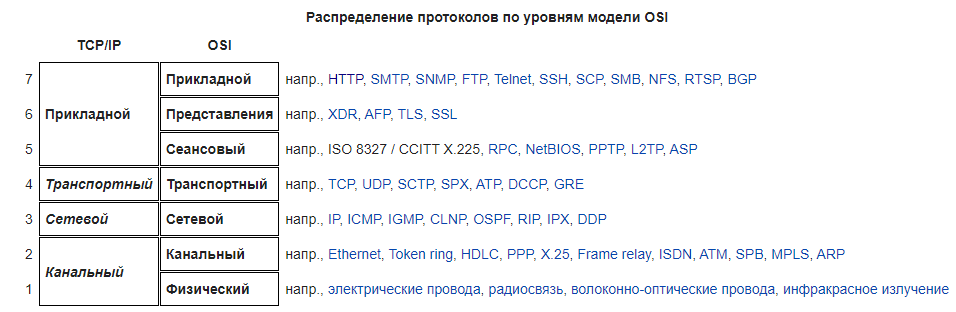 Распределение протоколов по уровням модели OSI
TCP/IP OSI
7 Прикладной напр., HTTP, SMTP, SNMP, FTP, Telnet, SSH, SCP, SMB, NFS, RTSP, BGP
6 Прикладной Представления напр., XDR, AFP, TLS, SSL
5 Сеансовый напр., ISO 8327 / CCITT X.225, RPC, NetBIOS, PPTP, L2TP, ASP
4 Транспортный Транспортный напр., TCP, UDP, SCTP, SPX, ATP, DCCP, GRE
3 Сетевой Сетевой напр., IP, ICMP, IGMP, CLNP, OSPF, RIP, IPX, DDP
2 Канальный напр., Ethernet, Token ring, HDLC, PPP, X.25, Frame relay, ISDN, ATM, SPB, MPLS, ARP
Канальный
1 Физический напр., электрические провода, радиосвязь, волоконно-оптические провода, инфракрасное излучение